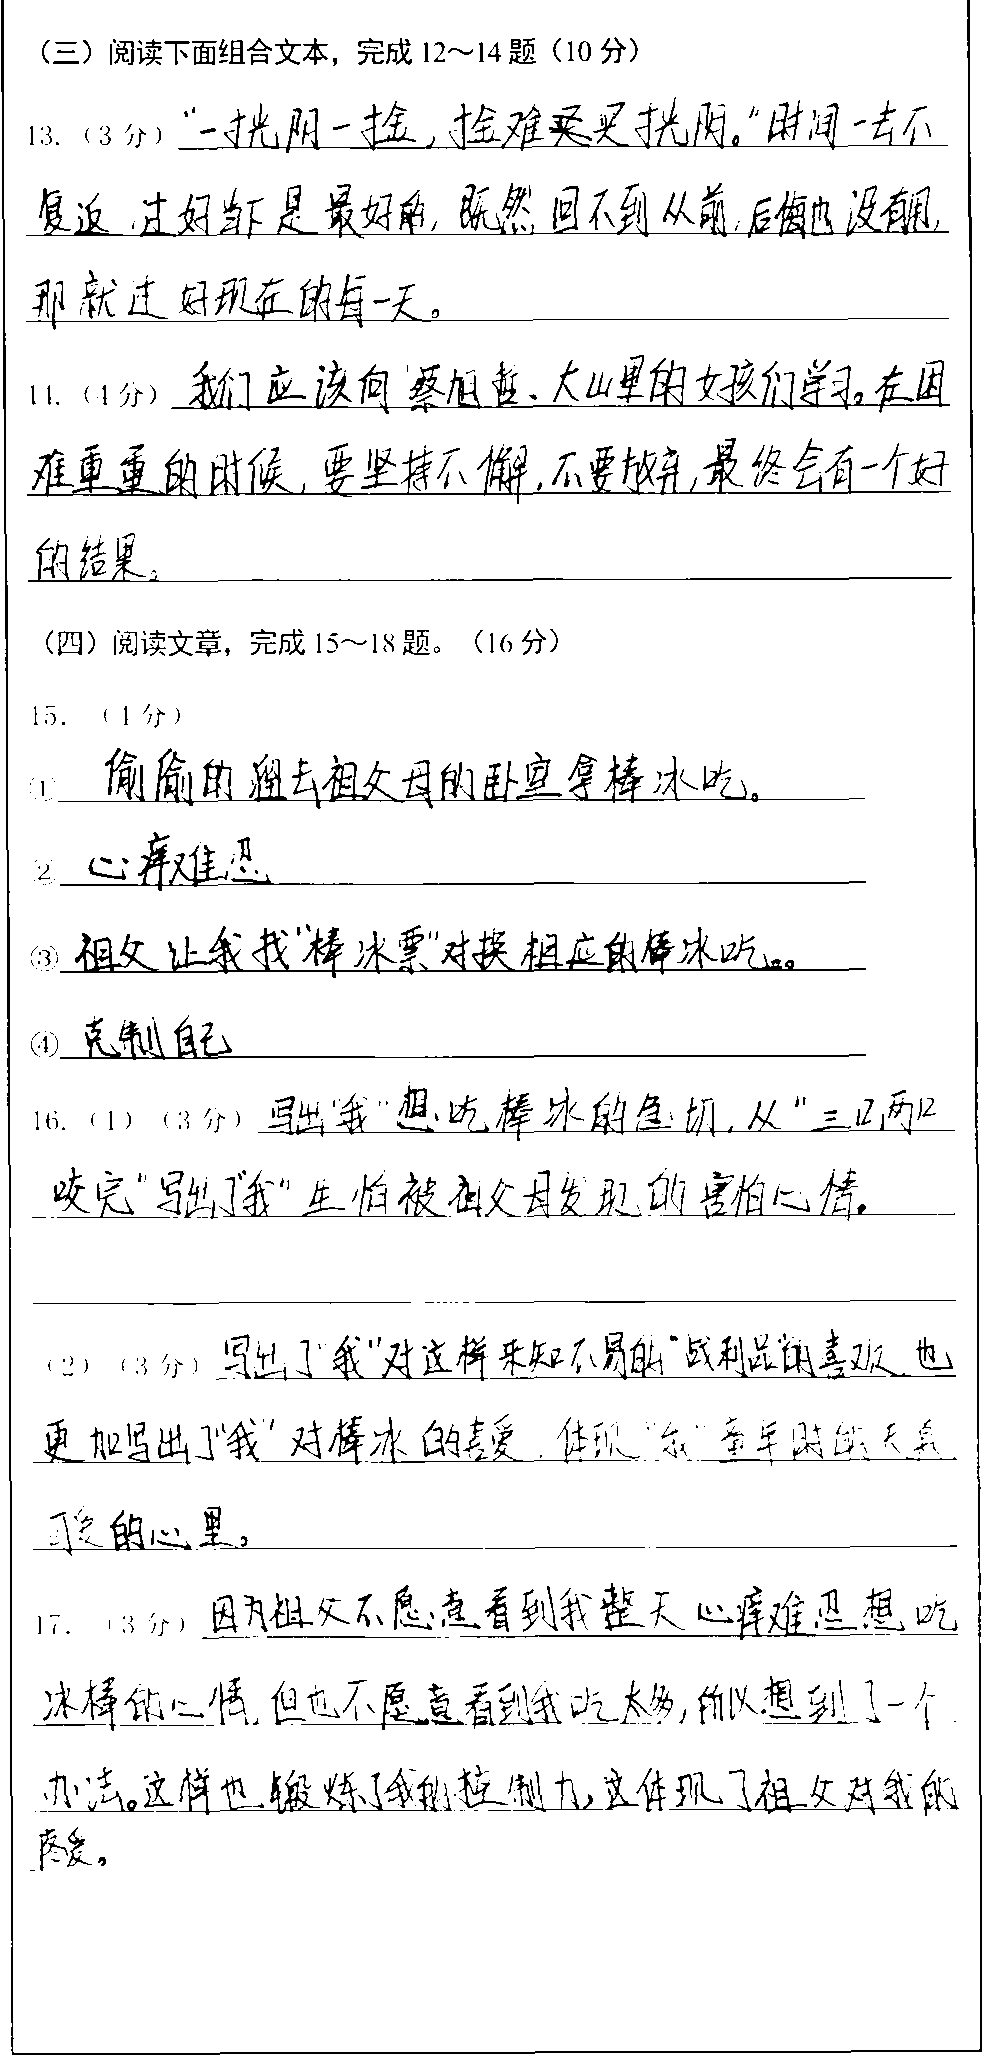 （三）阅读下面组合文本，完成12～14题（10分）
13.（3分）“一寸光阴一寸金，寸金难买寸光阴。”时间一去不
复返，过好当下是最好的，既然回不到从前，后悔也没有用，
那就过好现在的每一天。
14.（4分）我们应该向蔡旭哲、大山里的女孩们学习。在困
难重重的时候，要坚持不懈，不要放弃，最终会有一个好
的结果。
（四）阅读文章，完成15～18题。（16分）
15.（4分）
① 偷偷的溜去祖父母的卧室拿棒冰吃。
② 心痒难忍
③ 祖父让我找“棒冰票”对换相应的棒冰吃。
④ 克制自己
16.（1）（3分）写出“我”想吃棒冰的急切，从“三口两口
咬完”写出了“我”生怕被祖父母发现的害怕心情。
（2）（3分）写出了“我”对这样来知不易的“战利品”的喜欢，也
更加写出了“我”对棒冰的喜爱，体现“我”童年时的天真
可爱的心里。
17.（3分）因为祖父不愿意看到我整天心痒难忍想吃
冰棒的心情，但也不愿意看到我吃太多，所以想到了一个
办法。这样也锻炼了我的控制力，这体现了祖父对我的
疼爱。